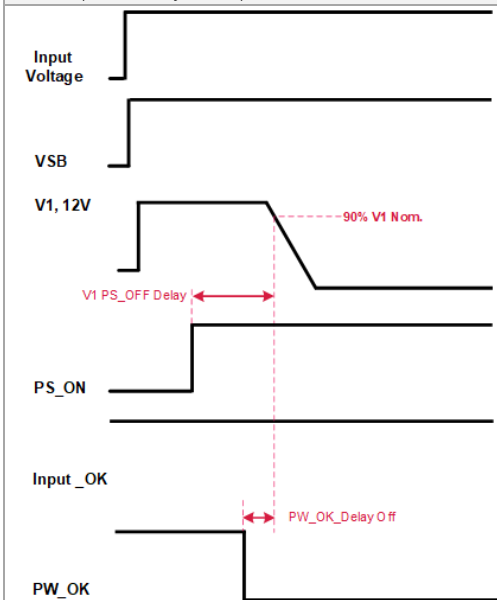 Input
Voltage
VSB
V1, 12V
90% V1 Nom.
V1 PS_OFF Delay
PS_ON
Input _OK
PW_OK_Delay Off
PW_OK